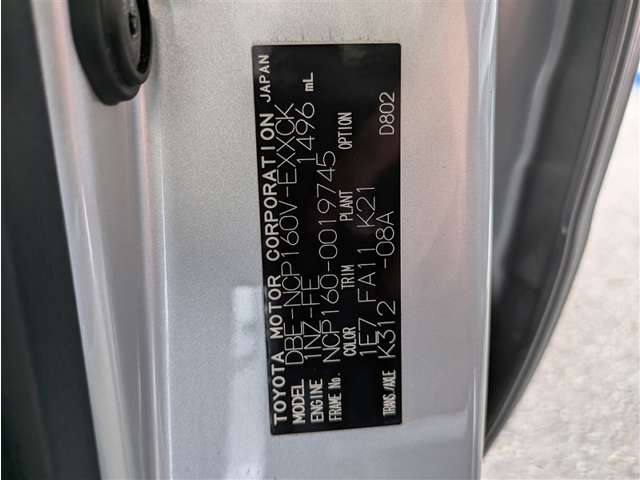 TOYOTA MOTOR CORPORATION JAPAN
MODEL DBE-NCP160V-EXXCK
ENGINE 1NZ-FE 1496 mL
FRAME No. NCP160-0019745
COLOR TRIM PLANT OPTION
1E7 FA11 K21
TRANS./AXLE K312 -08A D802